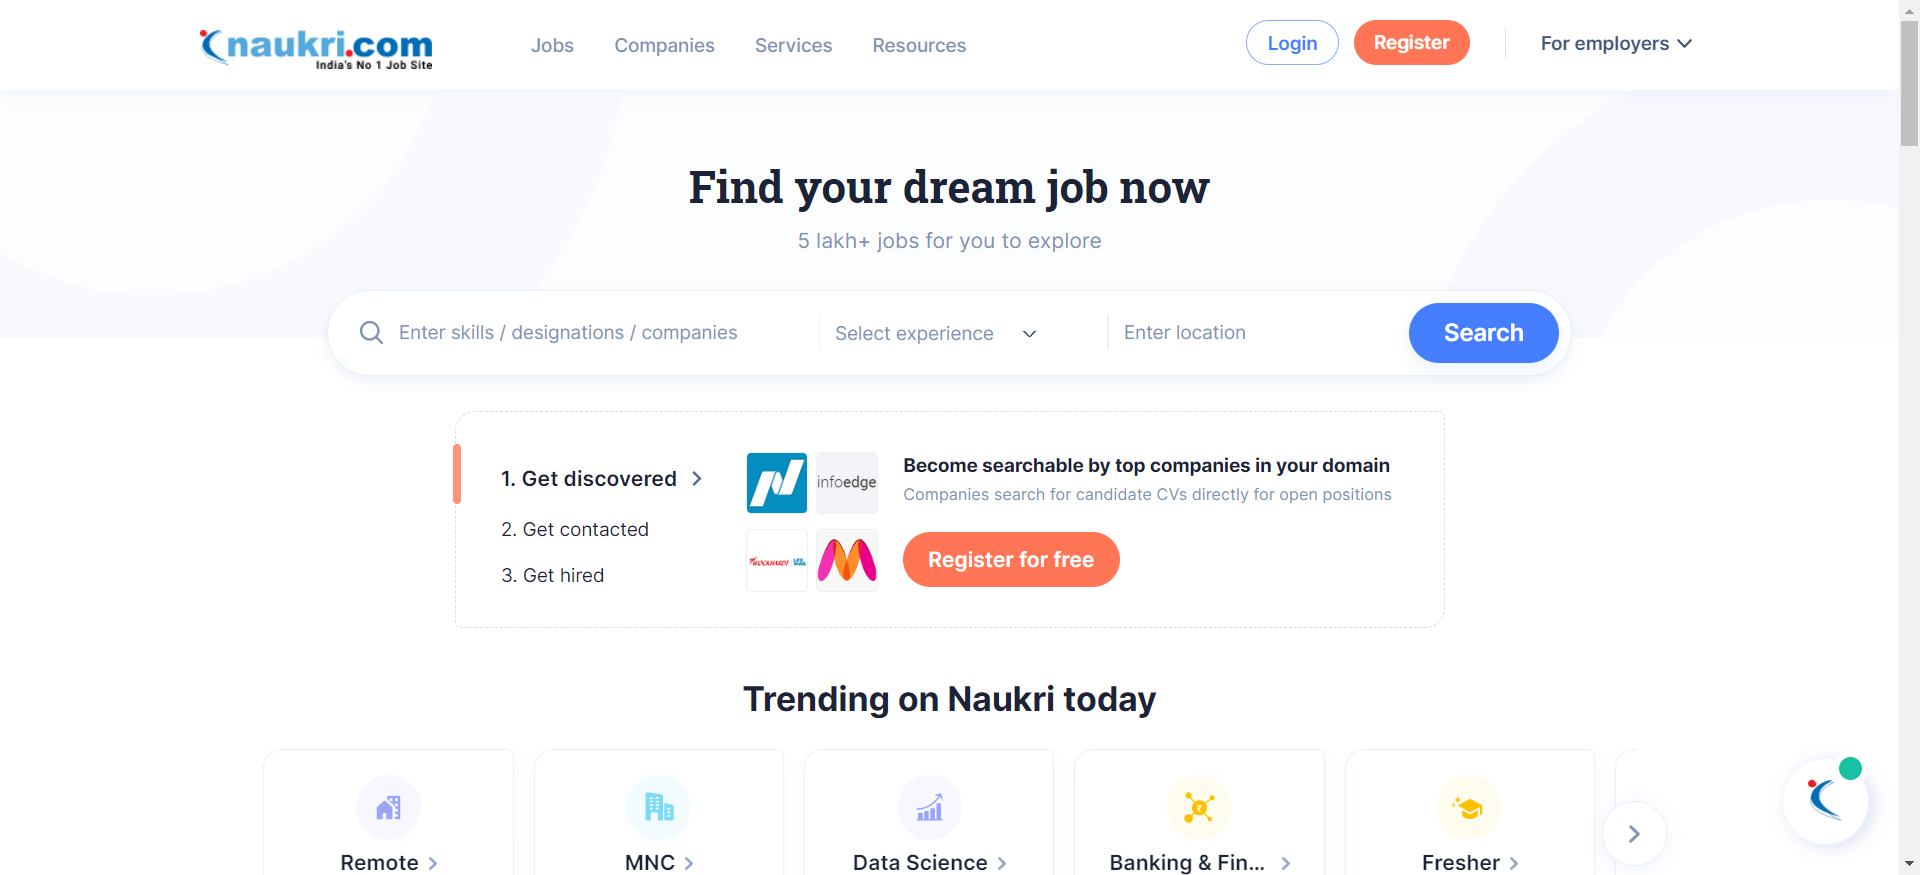 naukri.com
India's No 1 Job Site
Jobs Companies Services Resources
Login Register For employers
Find your dream job now
5 lakh+ jobs for you to explore
Enter skills / designations / companies Select experience Enter location Search
1. Get discovered
2. Get contacted
3. Get hired
infoedge
WOCKHARDT LIFE WINS
Become searchable by top companies in your domain
Companies search for candidate CVs directly for open positions
Register for free
Trending on Naukri today
Remote MNC Data Science Banking & Fin... Fresher